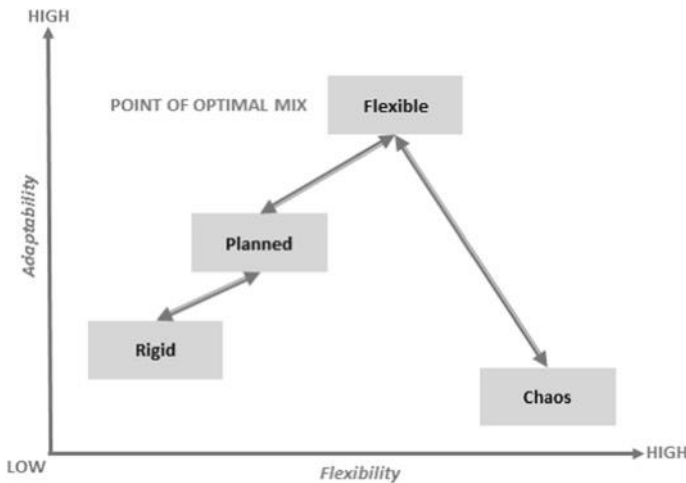 HIGH
POINT OF OPTIMAL MIX
Flexible
Adaptability
Planned
Rigid
Chaos
LOW
Flexibility
HIGH